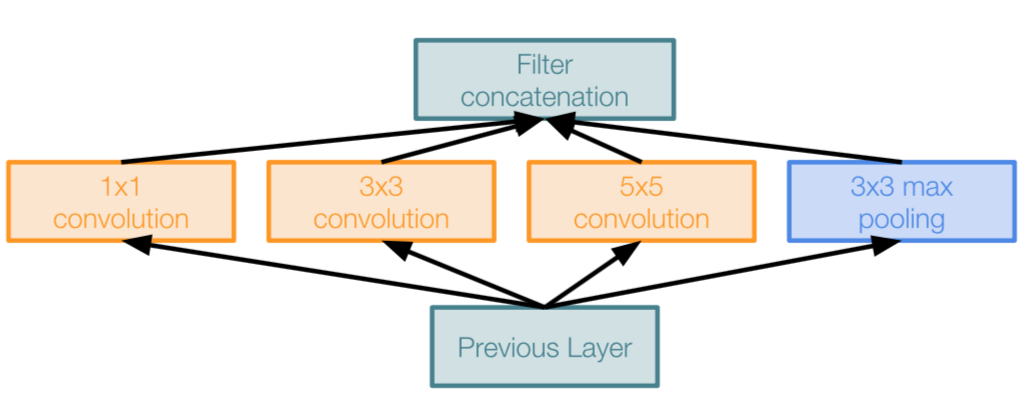 Filter
concatenation
1x1
convolution
3x3
convolution
5x5
convolution
3x3 max
pooling
Previous Layer